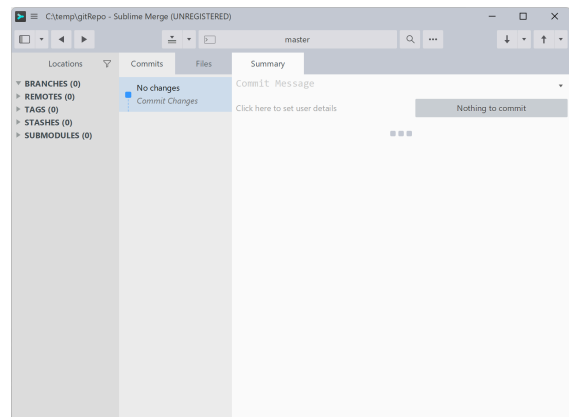 C:\temp\gitRepo - Sublime Merge (UNREGISTERED)
master
Locations
Commits
Files
Summary
BRANCHES (0)
REMOTES (0)
TAGS (0)
STASHES (0)
SUBMODULES (0)
No changes
Commit Changes
Commit Message
Click here to set user details
Nothing to commit